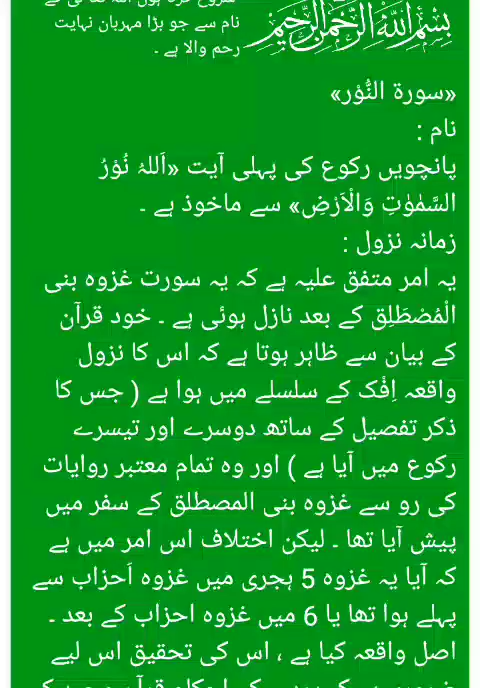 بِسْمِ اللّٰهِ الرَّحْمٰنِ الرَّحِيْمِ
نام سے جو بڑا مہربان نہایت
رحم والا ہے ۔
«سورة النُّوْر»
نام :
پانچویں رکوع کی پہلی آیت «اَللہُ نُوْرُ
السَّمٰوٰتِ وَالْاَرْضِ» سے ماخوذ ہے ۔
زمانہ نزول :
یہ امر متفق علیہ ہے کہ یہ سورت غزوہ بنی
الْمُصْطَلِق کے بعد نازل ہوئی ہے ۔ خود قرآن
کے بیان سے ظاہر ہوتا ہے کہ اس کا نزول
واقعہ اِفْک کے سلسلے میں ہوا ہے ( جس کا
ذکر تفصیل کے ساتھ دوسرے اور تیسرے
رکوع میں آیا ہے ) اور وہ تمام معتبر روایات
کی رو سے غزوہ بنی المصطلق کے سفر میں
پیش آیا تھا ۔ لیکن اختلاف اس امر میں ہے
کہ آیا یہ غزوہ 5 ہجری میں غزوہ اَحزاب سے
پہلے ہوا تھا یا 6 میں غزوہ احزاب کے بعد ۔
اصل واقعہ کیا ہے ، اس کی تحقیق اس لیے